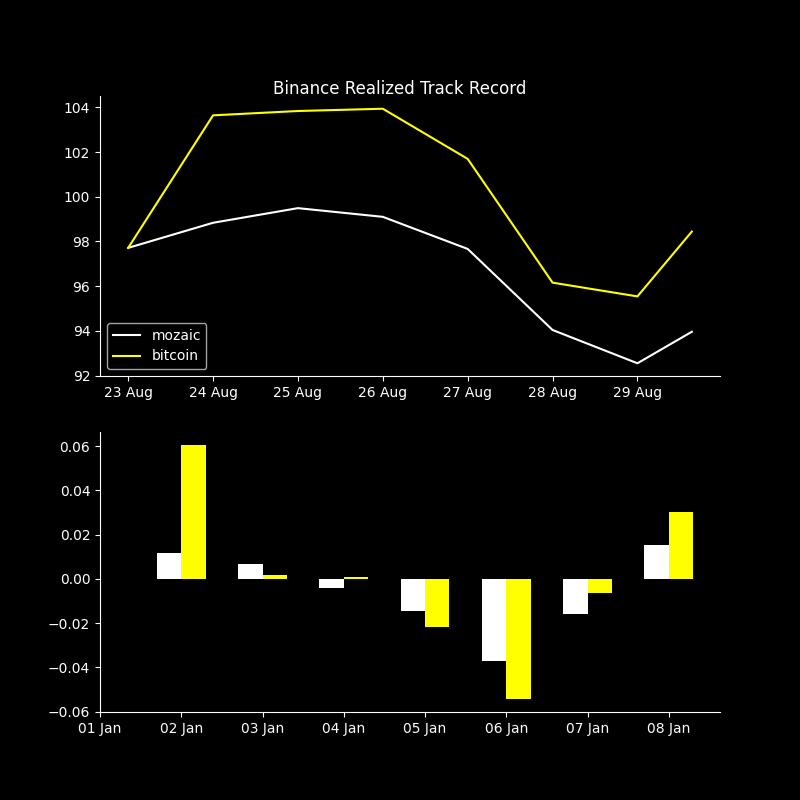 Binance Realized Track Record
104
102
100
98
96
94
92
mozaic
bitcoin
23 Aug 24 Aug 25 Aug 26 Aug 27 Aug 28 Aug 29 Aug
0.06
0.04
0.02
0.00
−0.02
−0.04
−0.06
01 Jan 02 Jan 03 Jan 04 Jan 05 Jan 06 Jan 07 Jan 08 Jan